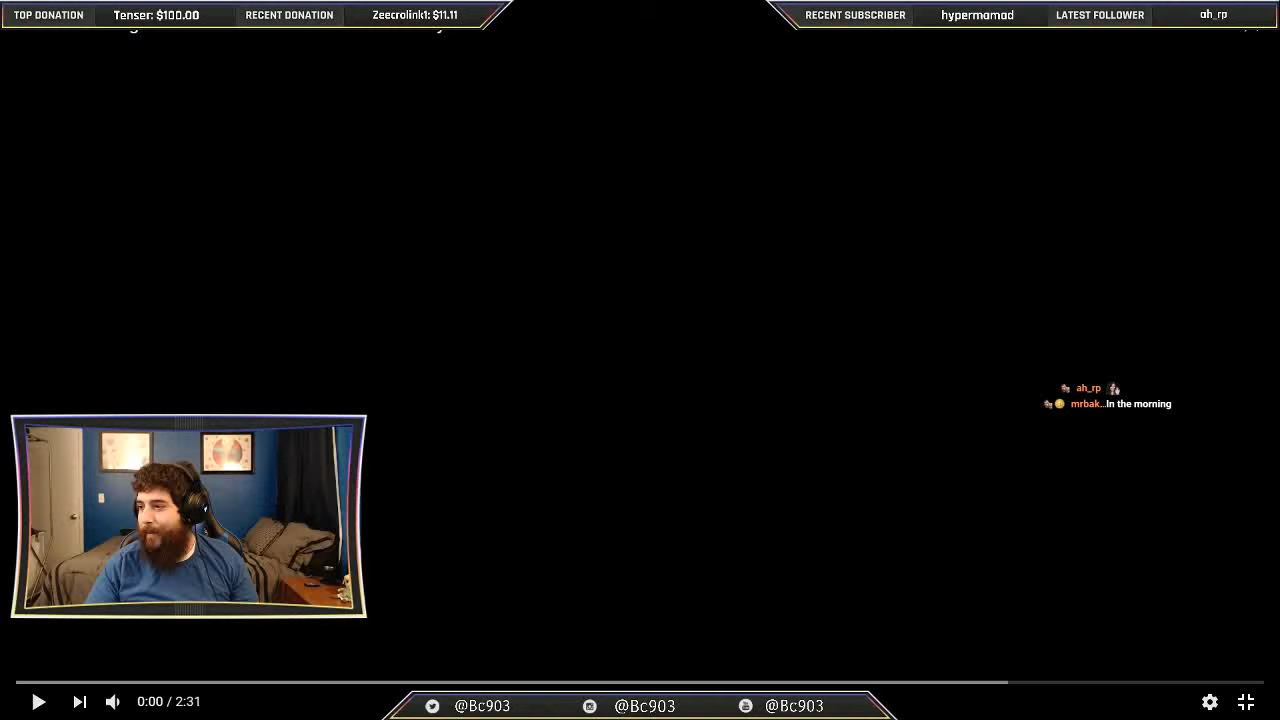 TOP DONATION Tenser: $100.00 RECENT DONATION Zeecrolink1: $11.11 RECENT SUBSCRIBER hypermamad LATEST FOLLOWER ah_rp
ah_rp
mrbak...In the morning
0:00 / 2:31 @Bc903 @Bc903 @Bc903